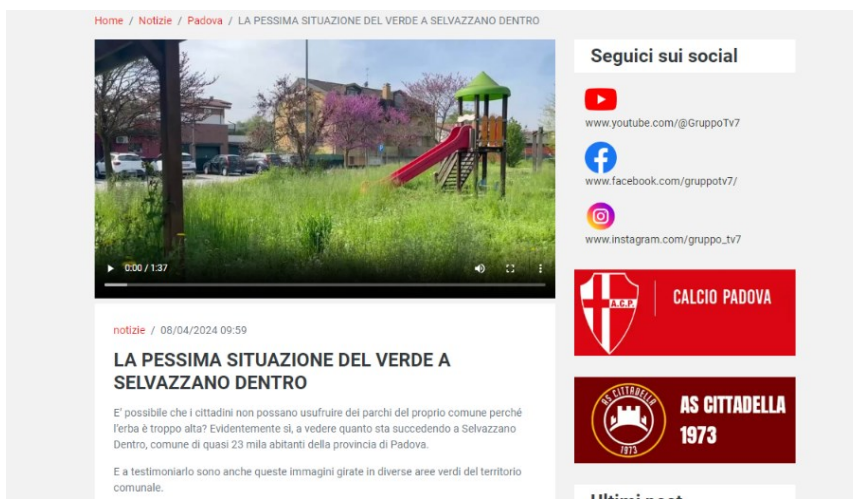 Home / Notizie / Padova / LA PESSIMA SITUAZIONE DEL VERDE A SELVAZZANO DENTRO
0:00 / 1:37
notizie / 08/04/2024 09:59
LA PESSIMA SITUAZIONE DEL VERDE A
SELVAZZANO DENTRO
E' possibile che i cittadini non possano usufruire dei parchi del proprio comune perché
l'erba è troppo alta? Evidentemente sì, a vedere quanto sta succedendo a Selvazzano
Dentro, comune di quasi 23 mila abitanti della provincia di Padova.
E a testimoniarlo sono anche queste immagini girate in diverse aree verdi del territorio
comunale.
Seguici sui social
www.youtube.com/@GruppoTv7
www.facebook.com/gruppotv7/
www.instagram.com/gruppo_tv7
A.C.P.
CALCIO PADOVA
CITTADELLA
1973
AS CITTADELLA
1973
Ultimi post